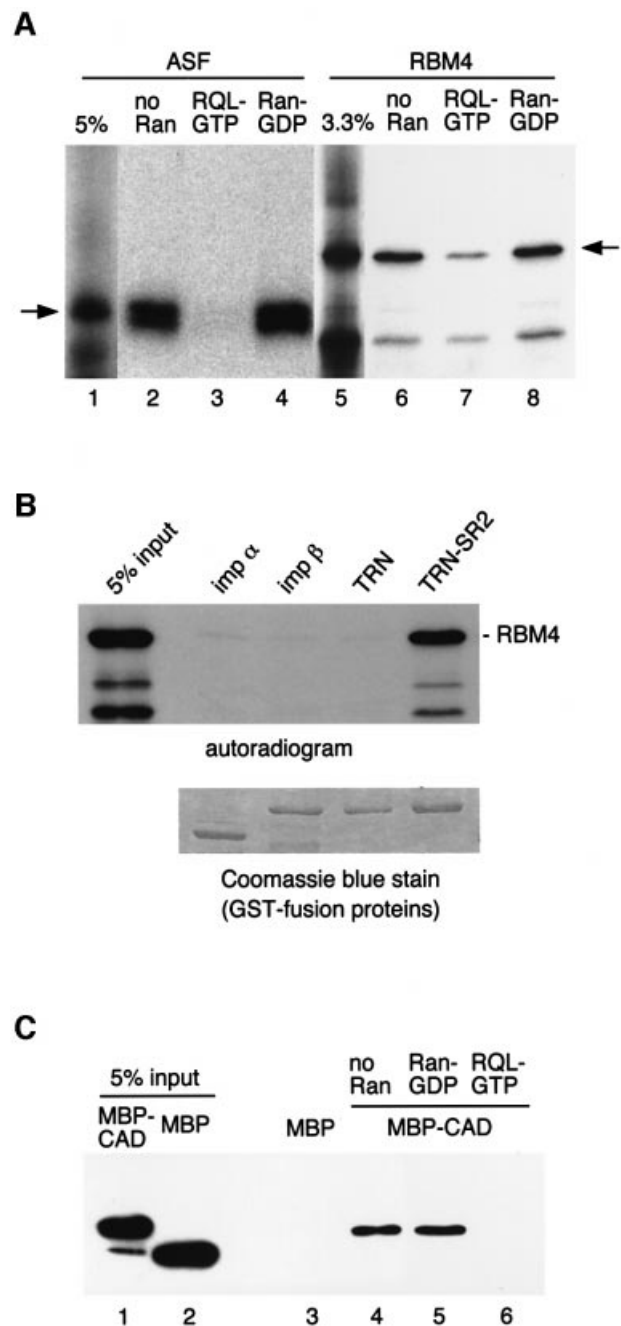 A
ASF RBM4
5% no Ran RQL-GTP Ran-GDP 3.3% no Ran RQL-GTP Ran-GDP
1 2 3 4 5 6 7 8
B
5% input imp α imp β TRN TRN-SR2
- RBM4
autoradiogram
Coomassie blue stain
(GST-fusion proteins)
C
no Ran Ran-GDP RQL-GTP
5% input
MBP-CAD MBP MBP MBP-CAD
1 2 3 4 5 6